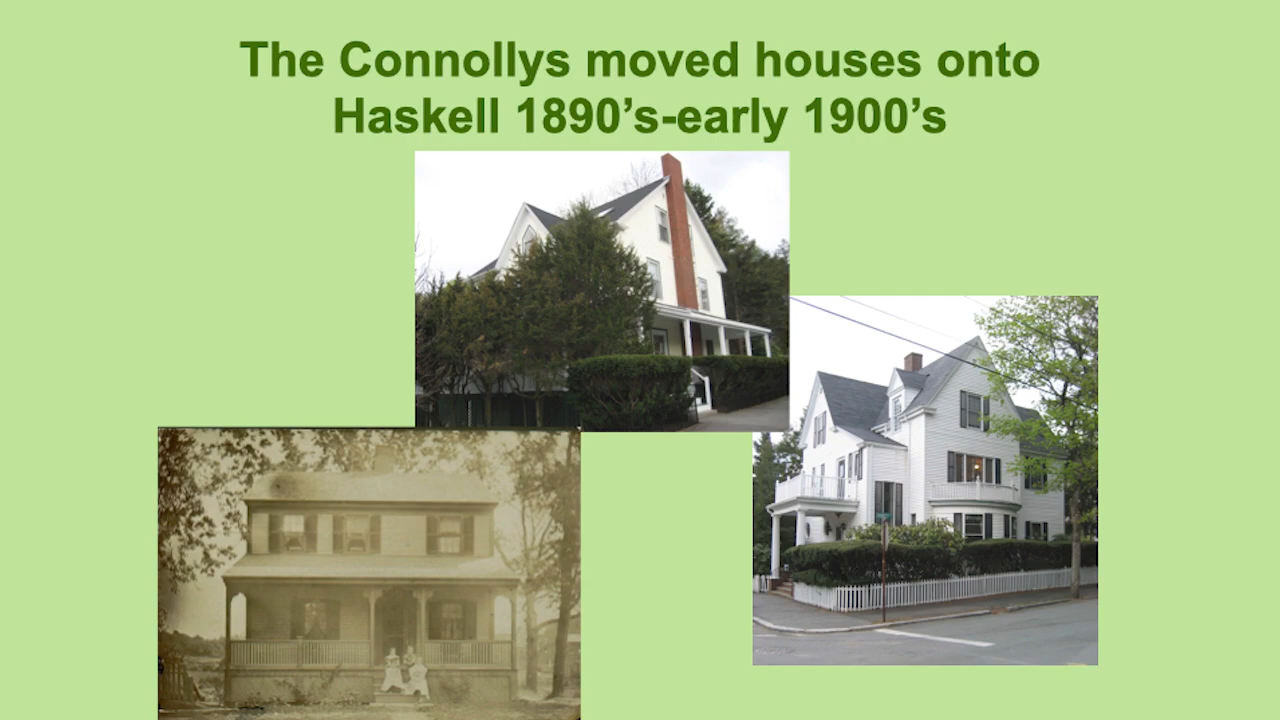 The Connollys moved houses onto
Haskell 1890’s-early 1900’s